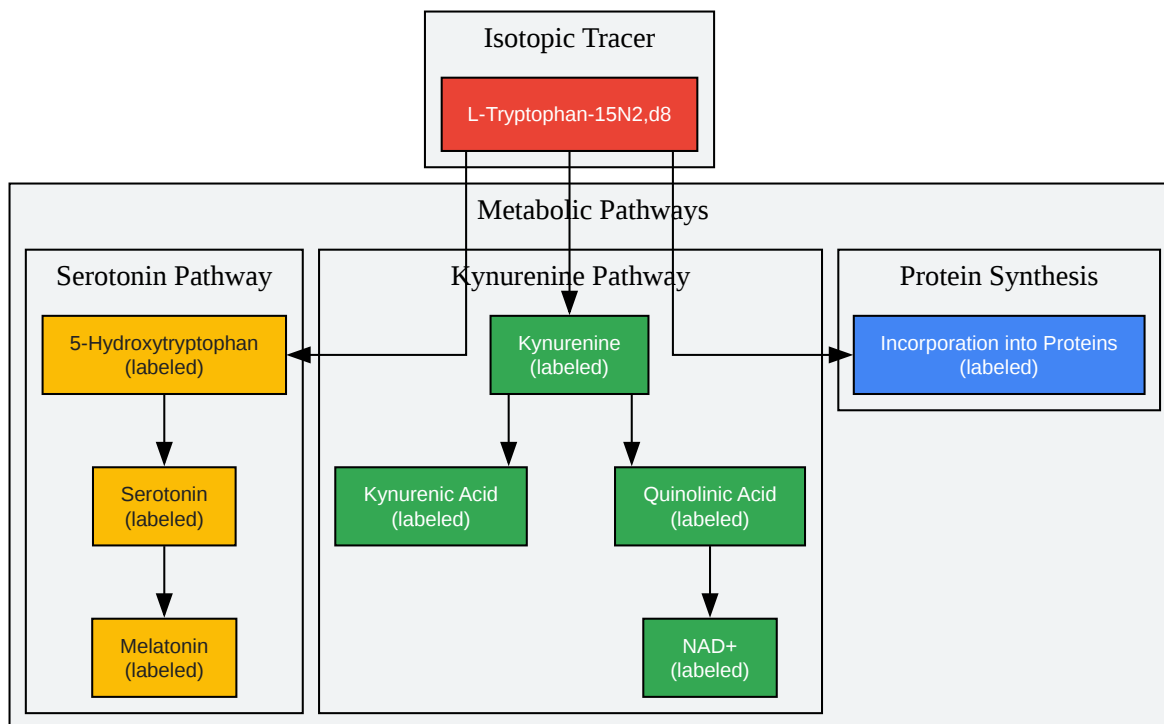 Isotopic Tracer
L-Tryptophan-15N2,d8
Metabolic Pathways
Serotonin Pathway
5-Hydroxytryptophan
(labeled)
Serotonin
(labeled)
Melatonin
(labeled)
Kynurenine Pathway
Kynurenine
(labeled)
Kynurenic Acid
(labeled)
Quinolinic Acid
(labeled)
NAD+
(labeled)
Protein Synthesis
Incorporation into Proteins
(labeled)